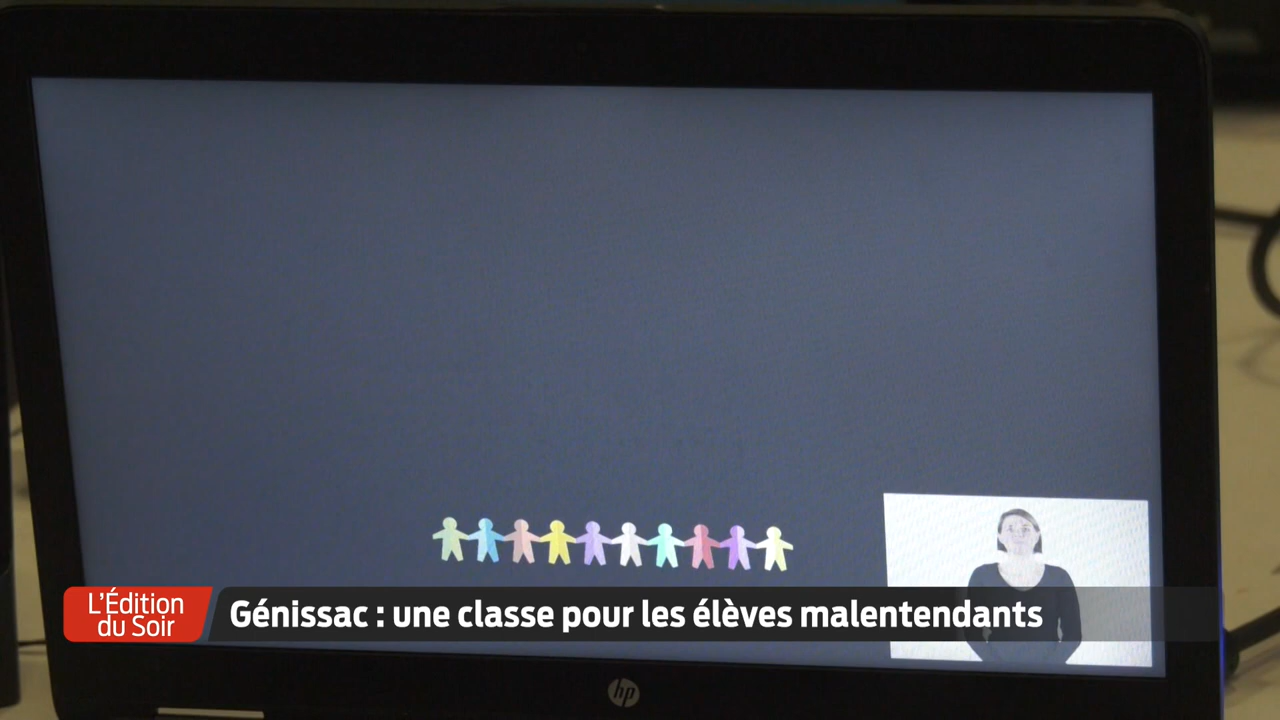 L'Édition
du Soir
Génissac : une classe pour les élèves malentendants
hp